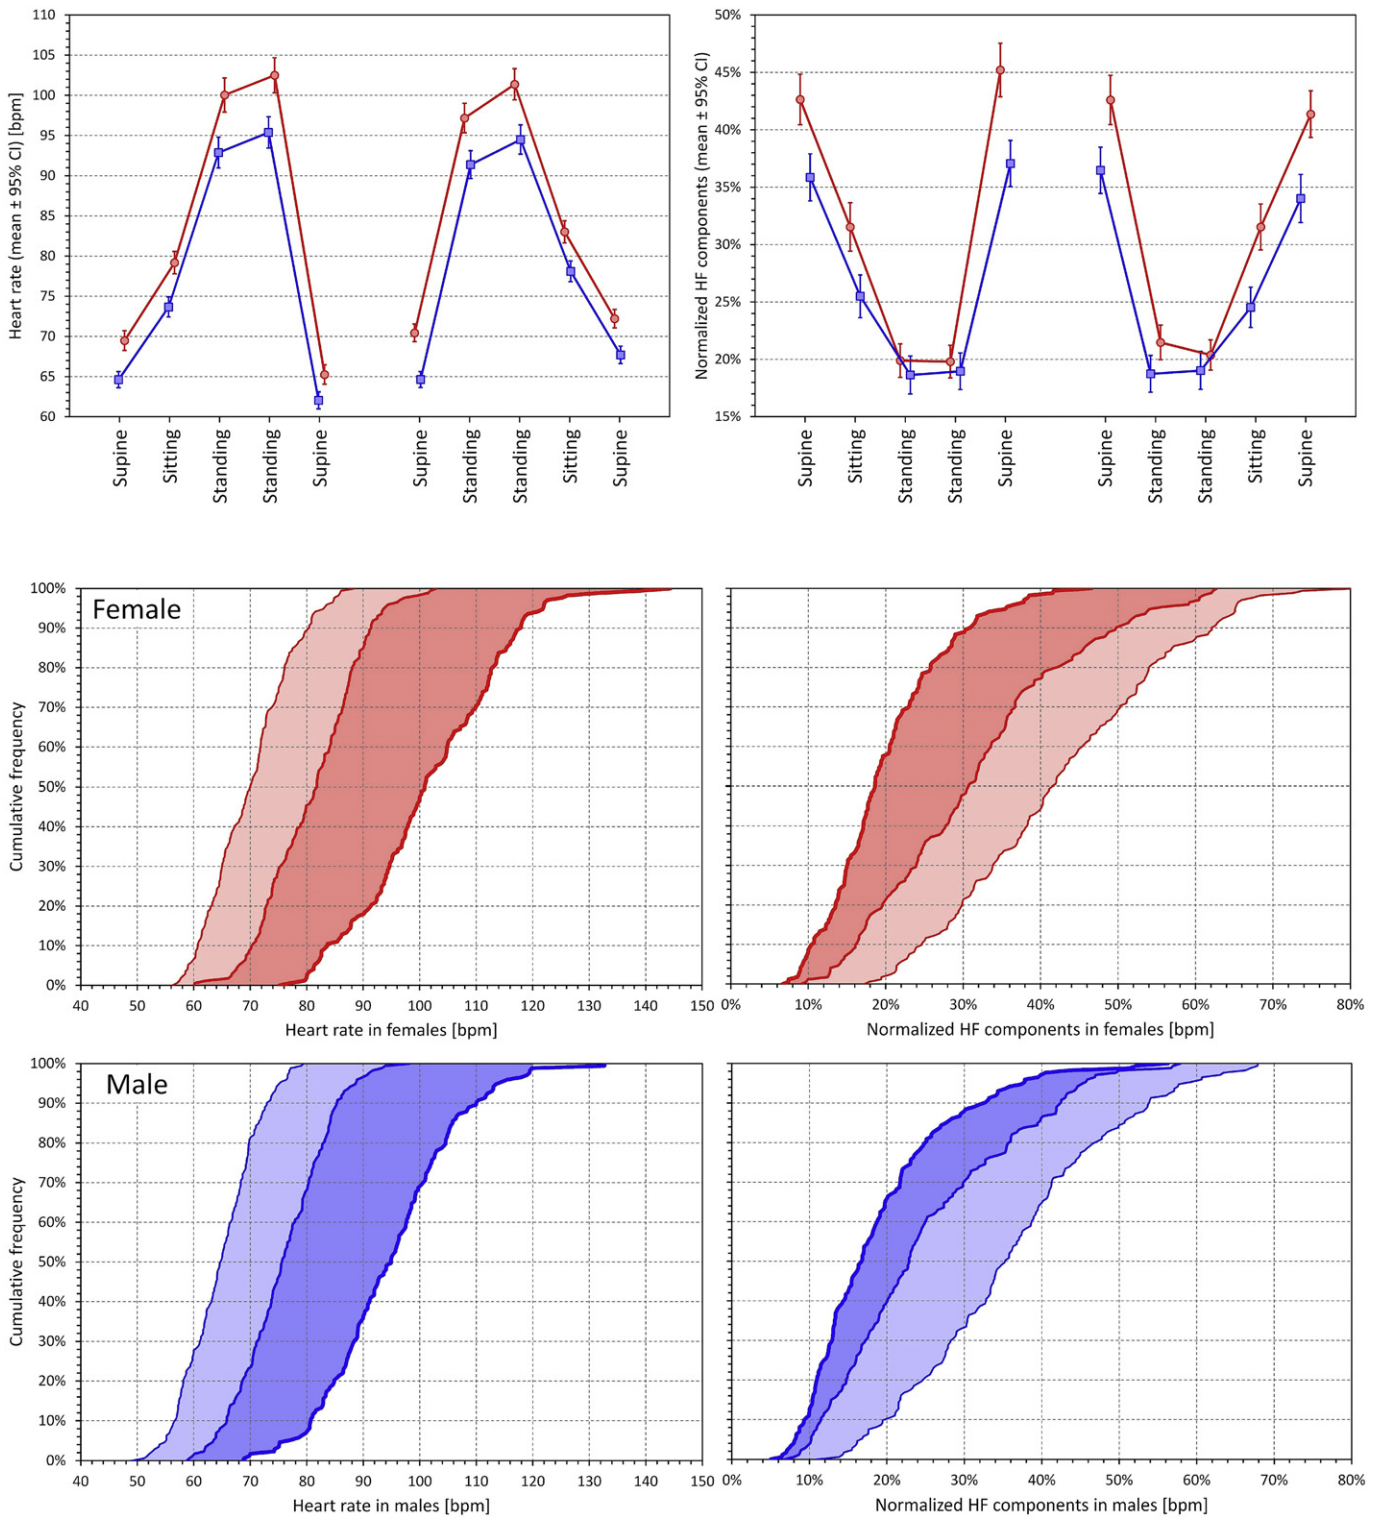 Heart rate (mean ± 95% CI) [bpm]
110
105
100
95
90
85
80
75
70
65
60
Supine
Sitting
Standing
Standing
Supine
Supine
Standing
Standing
Sitting
Supine
Normalized HF components (mean ± 95% CI)
50%
45%
40%
35%
30%
25%
20%
15%
Supine
Sitting
Standing
Standing
Supine
Supine
Standing
Standing
Sitting
Supine
Female
Cumulative frequency
100%
90%
80%
70%
60%
50%
40%
30%
20%
10%
0%
40 50 60 70 80 90 100 110 120 130 140 150
Heart rate in females [bpm]
0% 10% 20% 30% 40% 50% 60% 70% 80%
Normalized HF components in females [bpm]
Male
Cumulative frequency
100%
90%
80%
70%
60%
50%
40%
30%
20%
10%
0%
40 50 60 70 80 90 100 110 120 130 140 150
Heart rate in males [bpm]
0% 10% 20% 30% 40% 50% 60% 70% 80%
Normalized HF components in males [bpm]